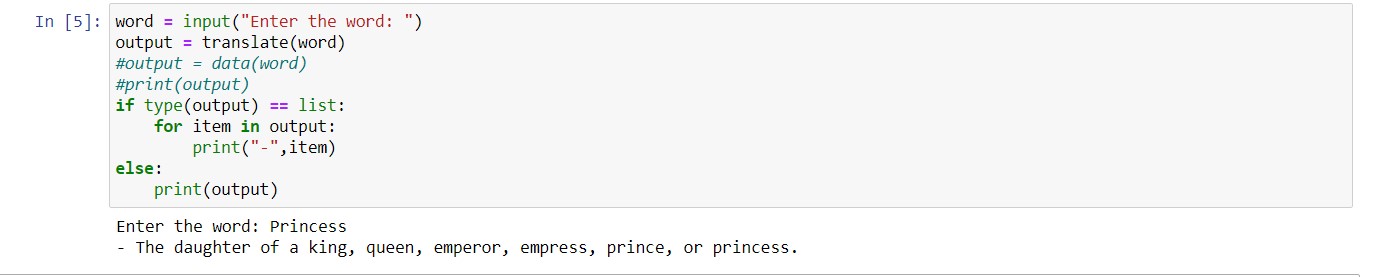 In [5]: word = input("Enter the word: ")
output = translate(word)
#output = data(word)
#print(output)
if type(output) == list:
    for item in output:
        print("-",item)
else:
    print(output)
Enter the word: Princess
- The daughter of a king, queen, emperor, empress, prince, or princess.